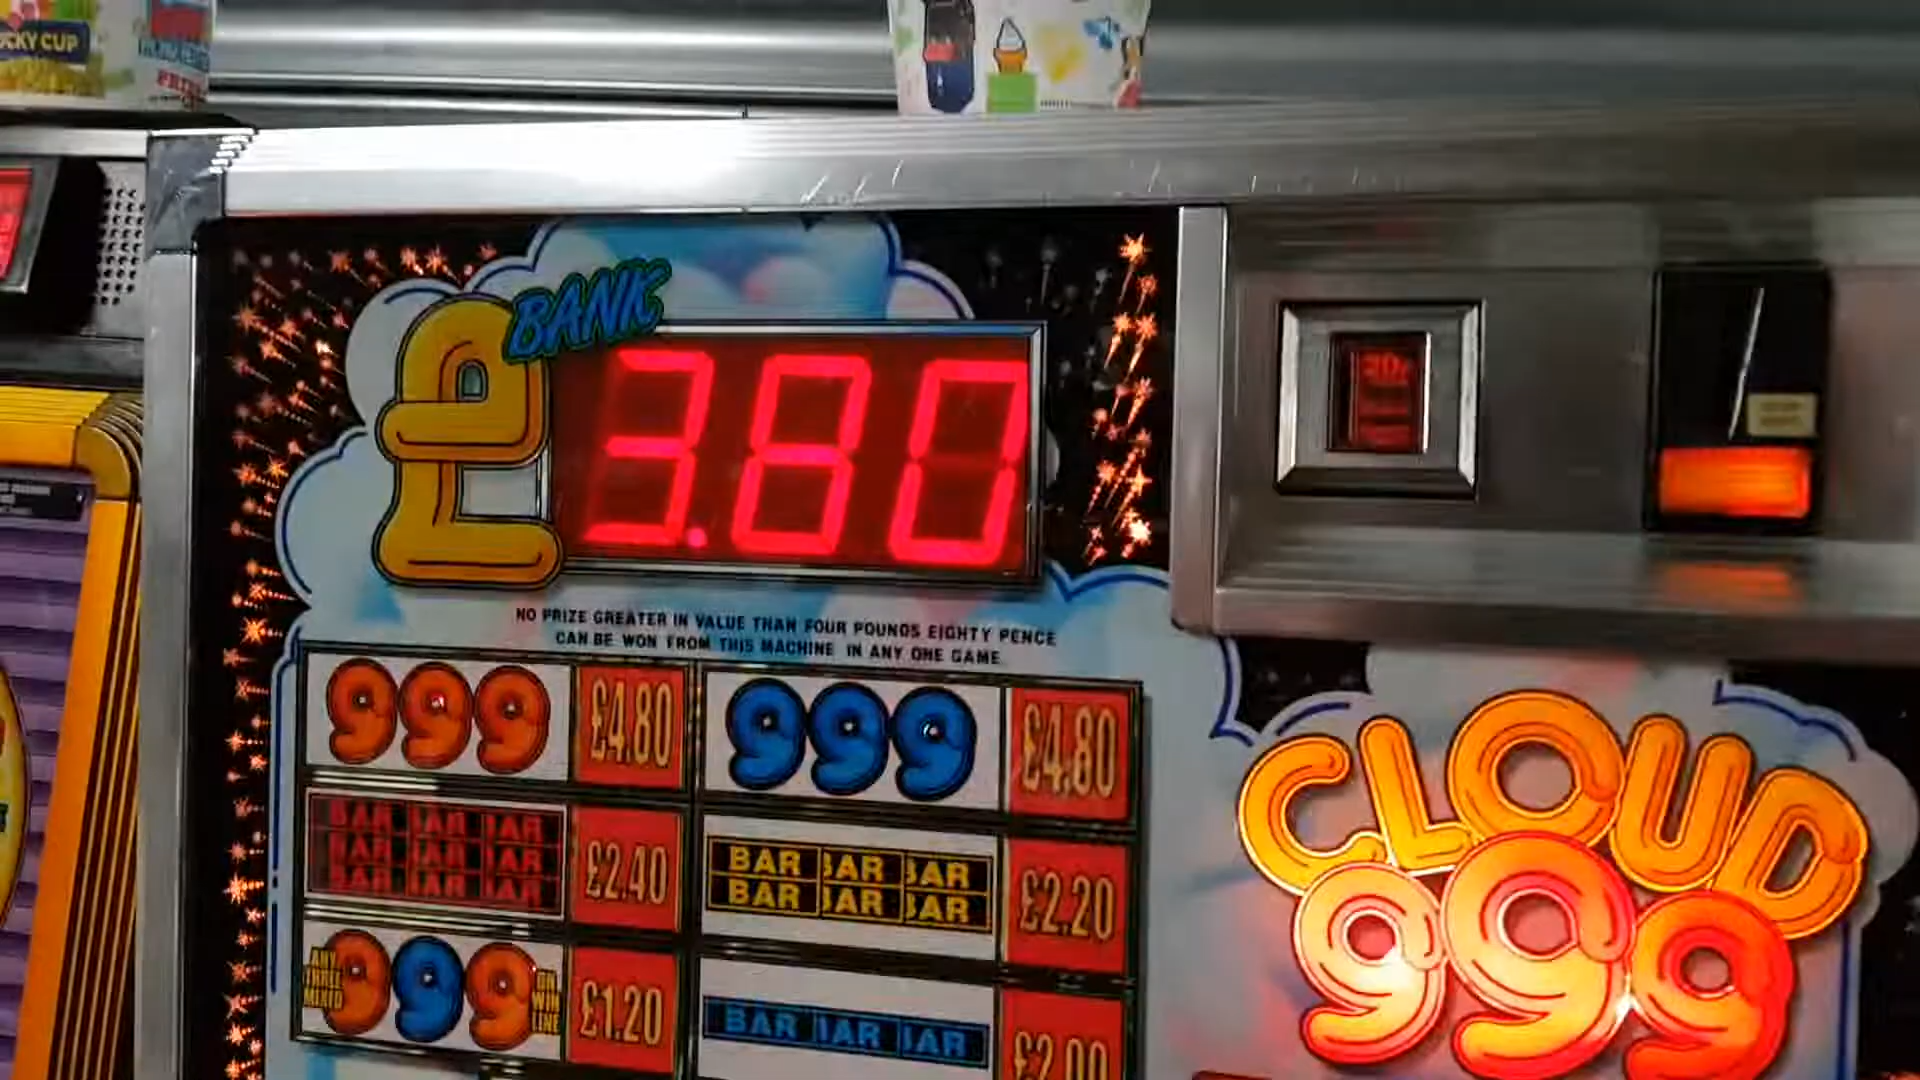 CKY CUP
BANK
£ 3.80
NO PRIZE GREATER IN VALUE THAN FOUR POUNDS EIGHTY PENCE
CAN BE WON FROM THIS MACHINE IN ANY ONE GAME
999 £4.80 999 £4.80
BAR BAR BAR
BAR BAR BAR
BAR BAR BAR
£2.40
BAR BAR BAR
BAR BAR BAR
£2.20
ANY THREE MIXED 999 ON WIN LINE £1.20
BAR BAR BAR £2.00
CLOUD
999